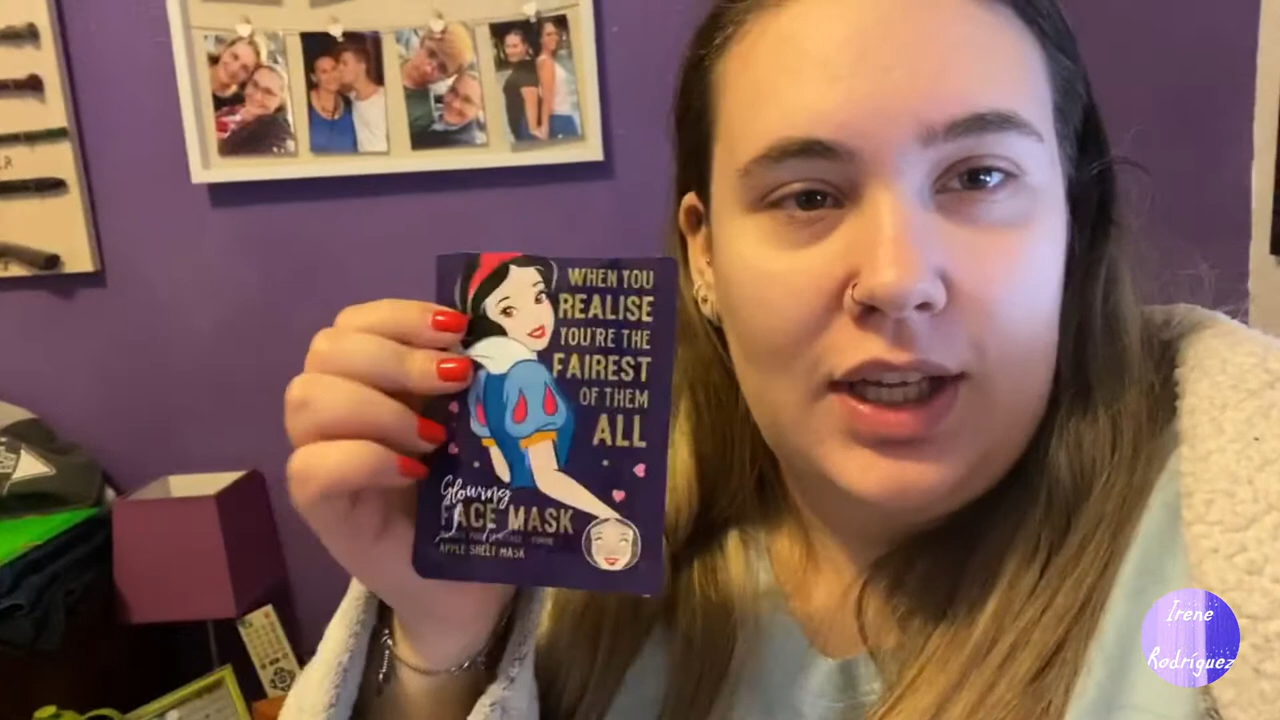 WHEN YOU
REALISE
YOU'RE THE
FAIREST
OF THEM
ALL
Glowing
FACE MASK
APPLE SHEET MASK
Irene
Rodríguez